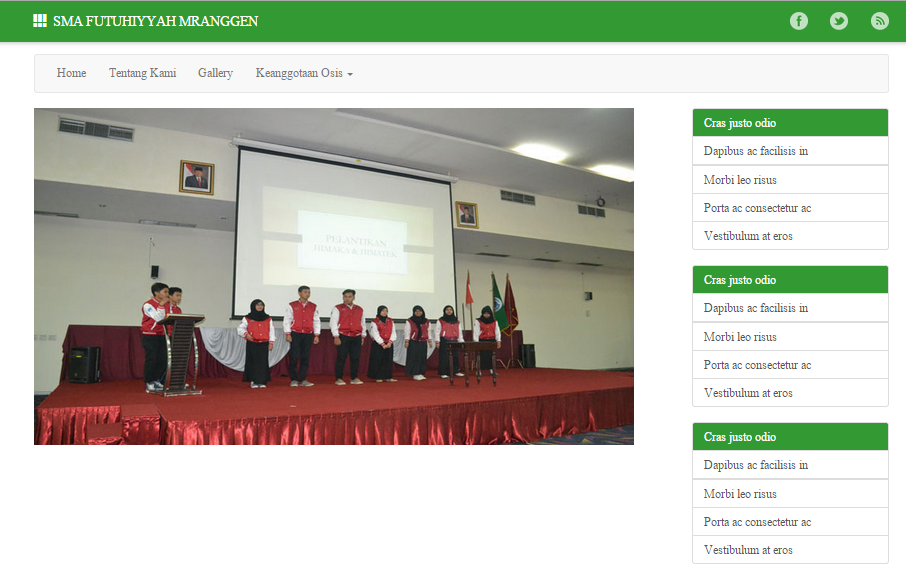 SMA FUTUHIYYAH MRANGGEN
Home Tentang Kami Gallery Keanggotaan Osis
PELANTIKAN
DIMAKA & DIMATEK
Cras justo odio
Dapibus ac facilisis in
Morbi leo risus
Porta ac consectetur ac
Vestibulum at eros
Cras justo odio
Dapibus ac facilisis in
Morbi leo risus
Porta ac consectetur ac
Vestibulum at eros
Cras justo odio
Dapibus ac facilisis in
Morbi leo risus
Porta ac consectetur ac
Vestibulum at eros